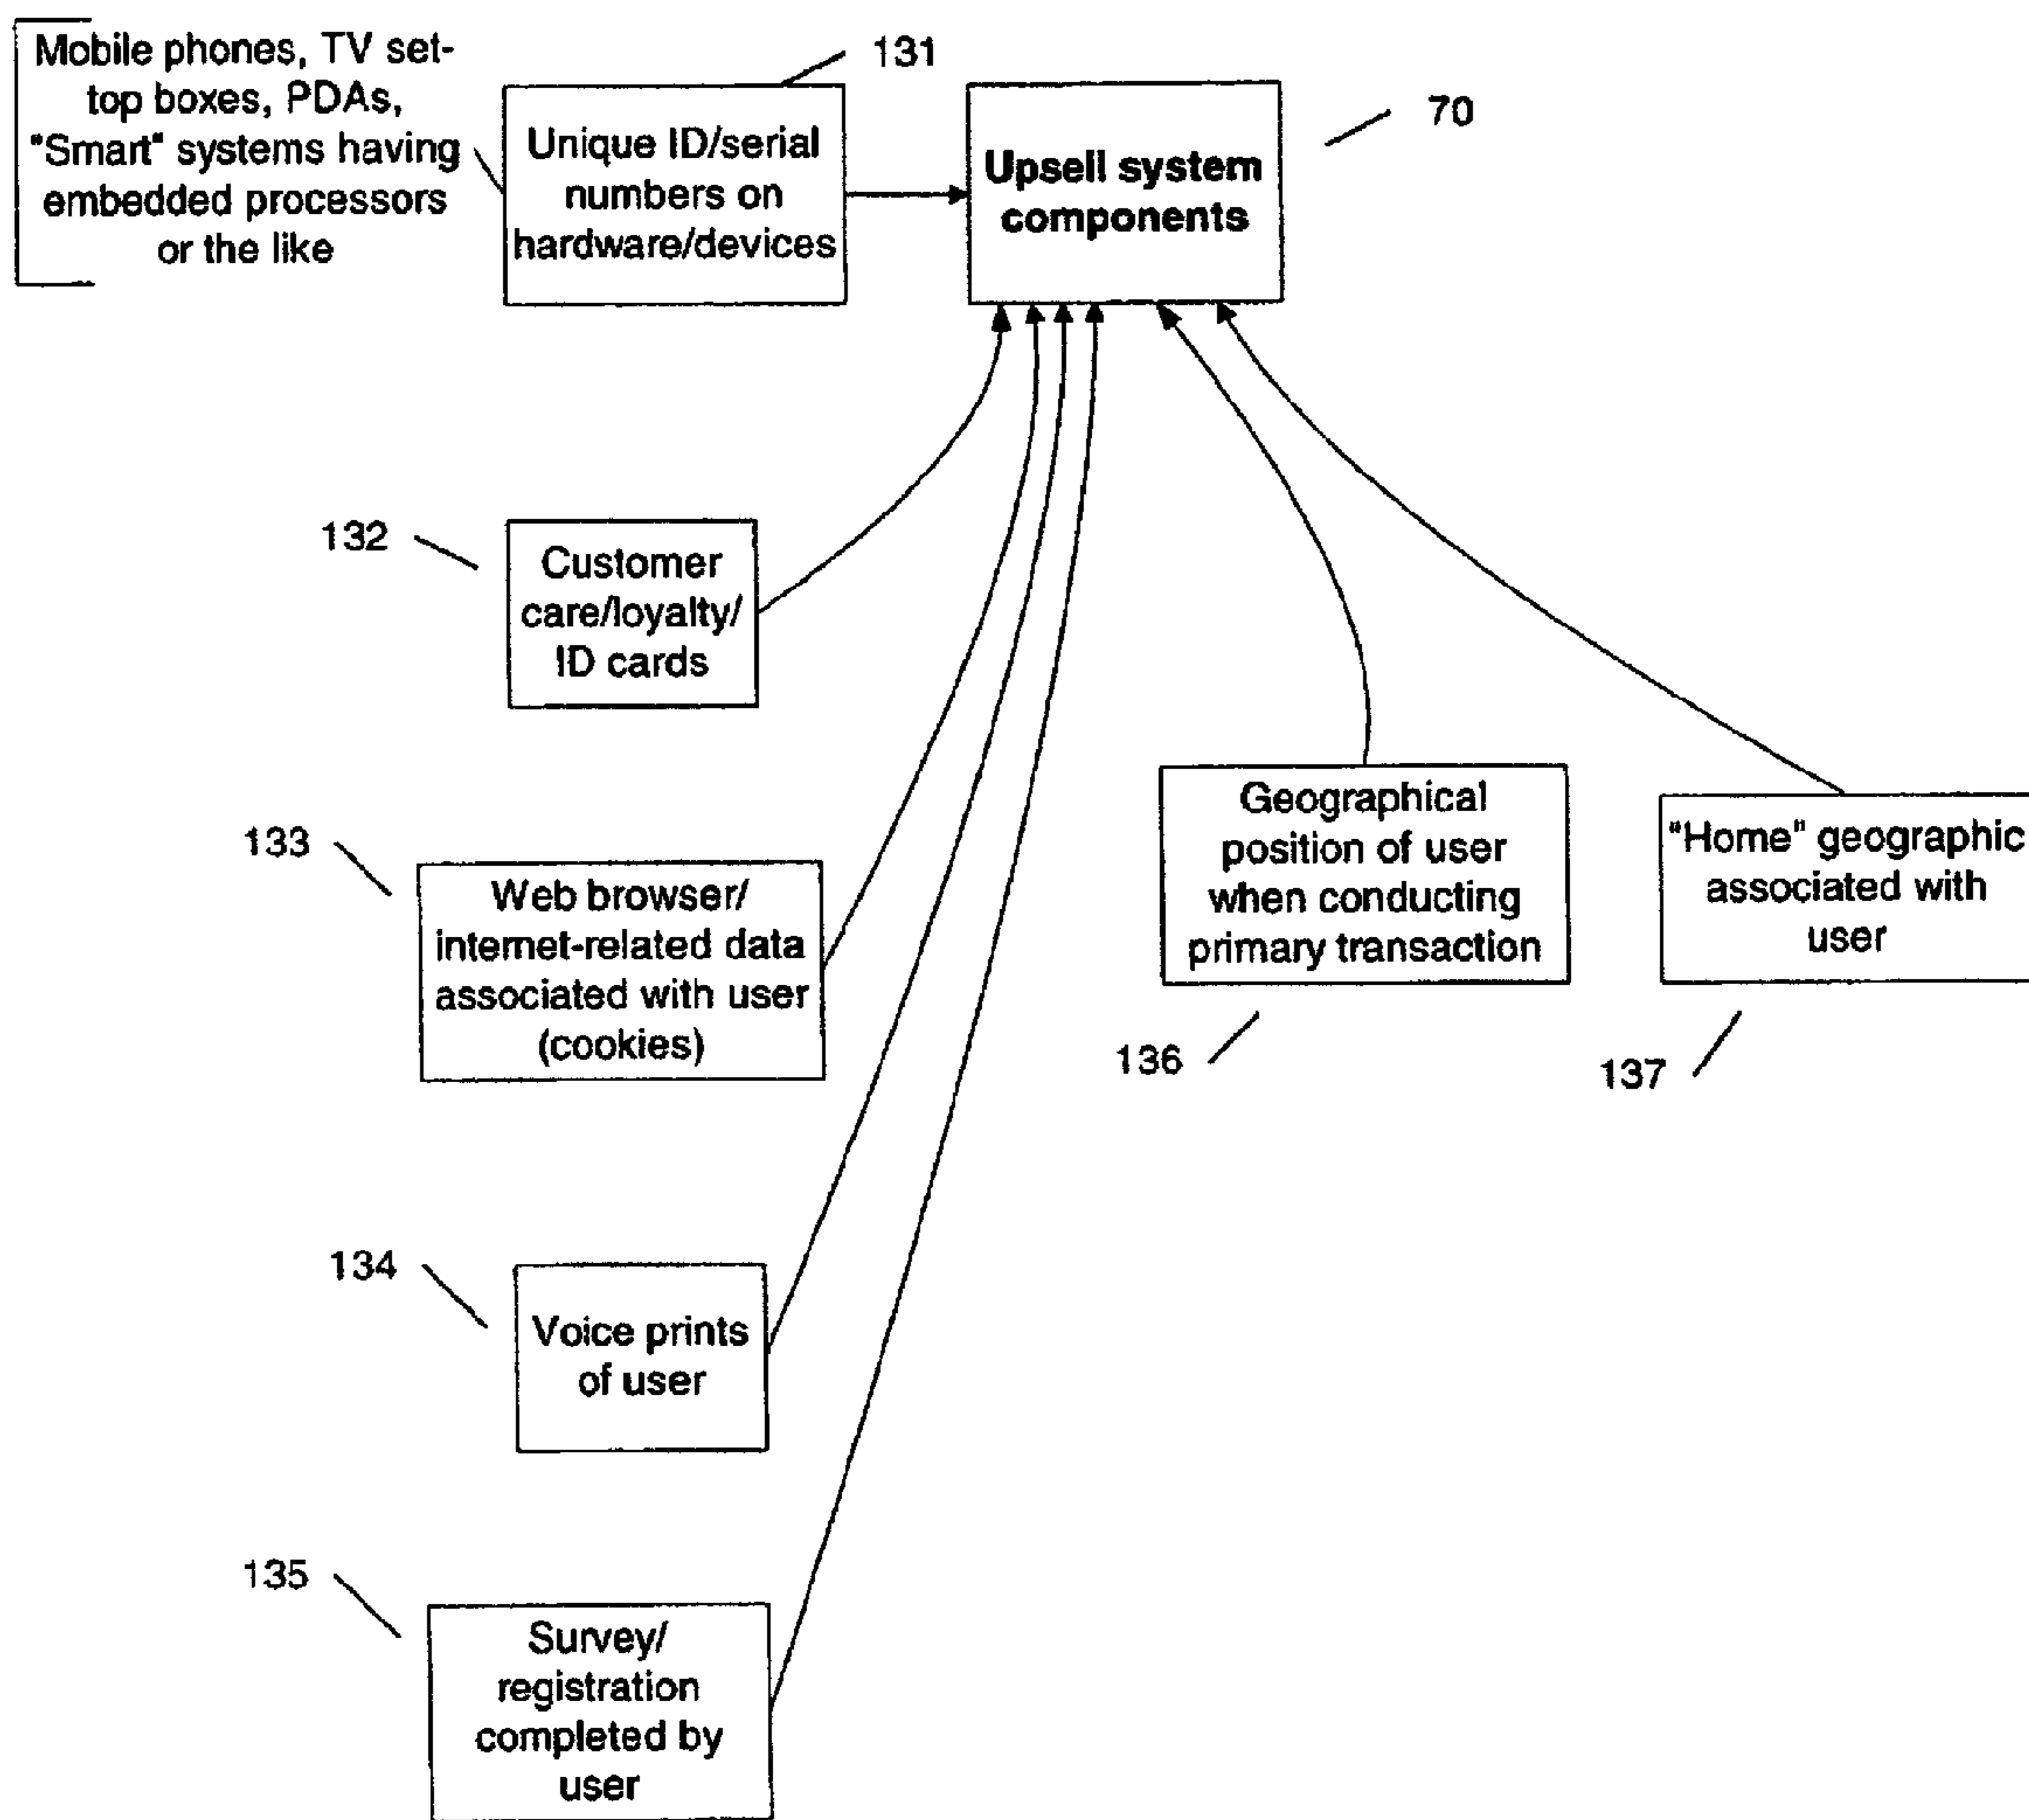 Mobile phones, TV set-
top boxes, PDAs,
"Smart" systems having
embedded processors
or the like
131
Unique ID/serial
numbers on
hardware/devices
70
Upsell system
components
132
Customer
care/loyalty/
ID cards
133
Web browser/
internet-related data
associated with user
(cookies)
Geographical
position of user
when conducting
primary transaction
136
"Home" geographic
associated with
user
137
134
Voice prints
of user
135
Survey/
registration
completed by
user